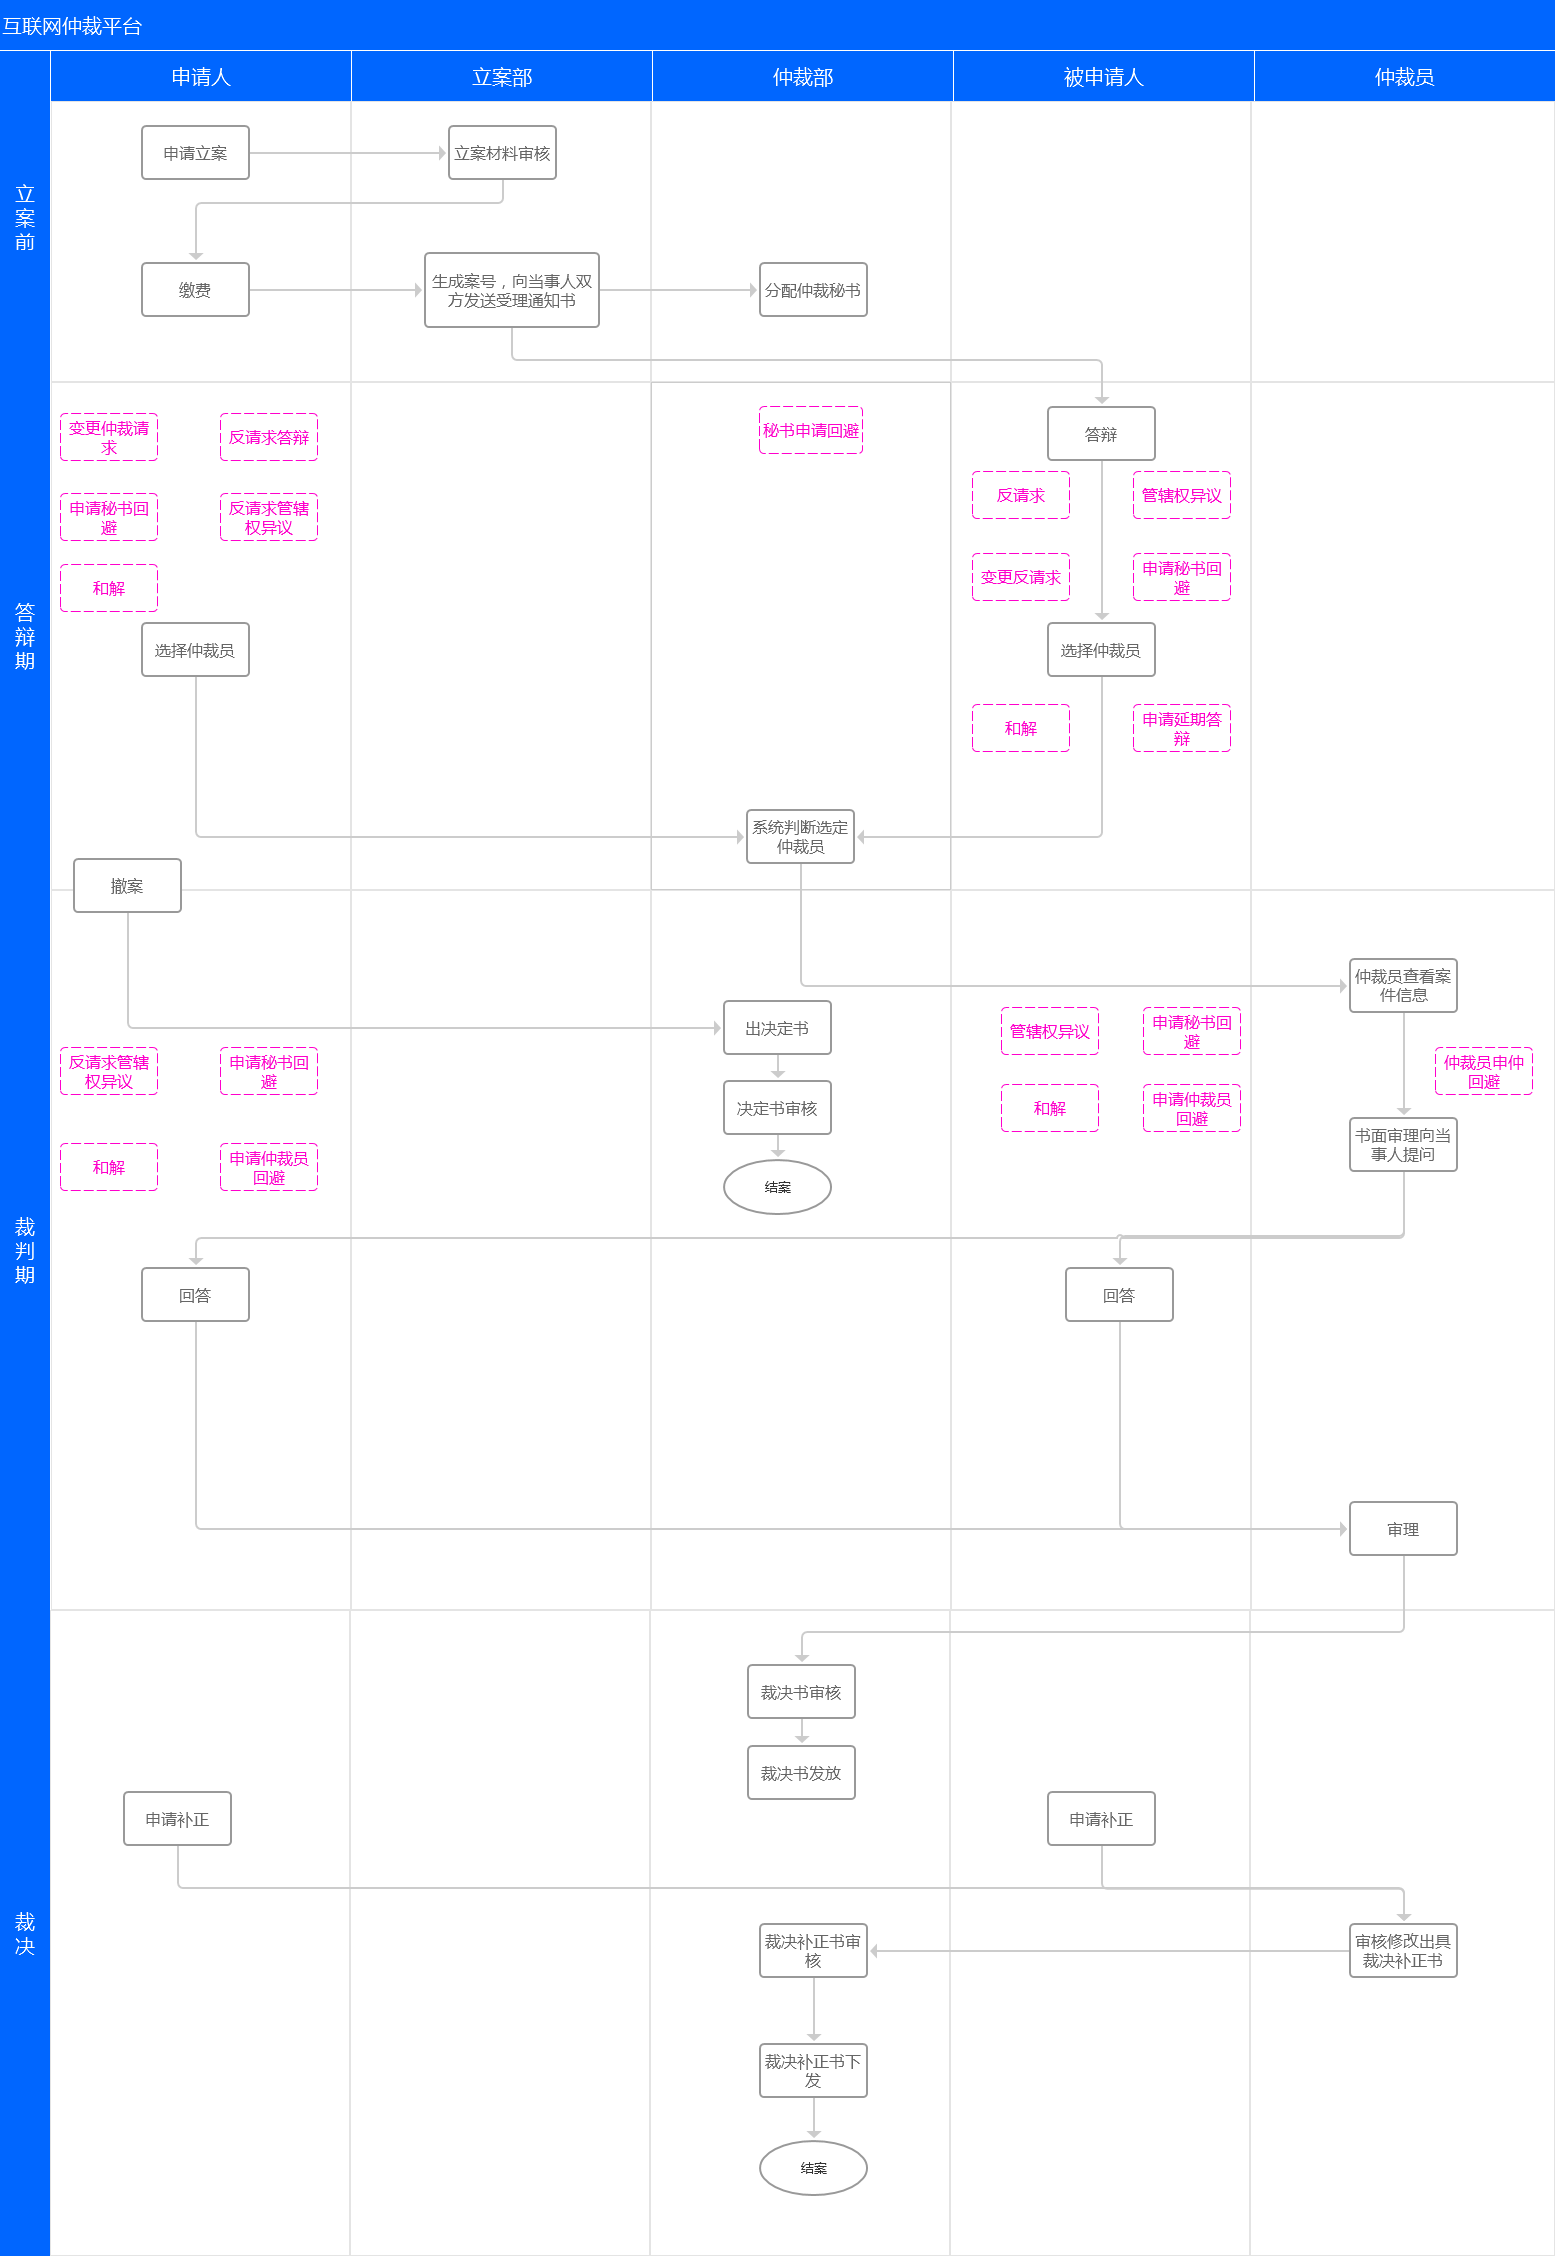 互联网仲裁平台
申请人
立案部
仲裁部
被申请人
仲裁员
立
案
前
申请立案
立案材料审核
缴费
生成案号，向当事人双
方发送受理通知书
分配仲裁秘书
答
辩
期
变更仲裁请
求
反请求答辩
秘书申请回避
答辩
反请求
管辖权异议
申请秘书回
避
反请求管辖
权异议
变更反请求
申请秘书回
避
和解
选择仲裁员
选择仲裁员
和解
申请延期答
辩
系统判断选定
仲裁员
撤案
裁
判
期
仲裁员查看案
件信息
出决定书
管辖权异议
申请秘书回
避
反请求管辖
权异议
申请秘书回
避
仲裁员申仲
回避
决定书审核
和解
申请仲裁员
回避
书面审理向当
事人提问
和解
申请仲裁员
回避
结案
回答
回答
审理
裁
决
裁决书审核
裁决书发放
申请补正
申请补正
裁决补正书审
核
审核修改出具
裁决补正书
裁决补正书下
发
结案